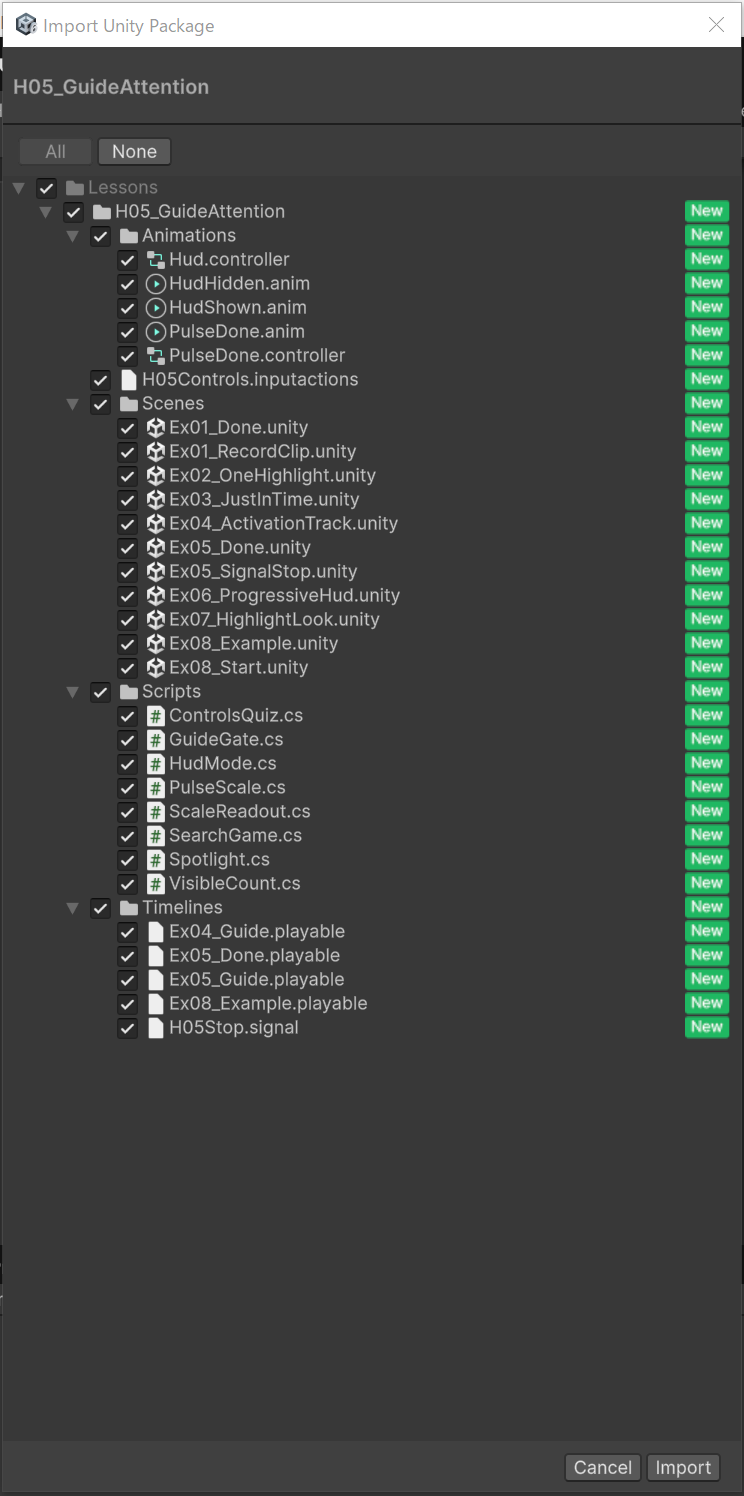 Import Unity Package
H05_GuideAttention
All None
Lessons
H05_GuideAttention New
Animations New
Hud.controller New
HudHidden.anim New
HudShown.anim New
PulseDone.anim New
PulseDone.controller New
H05Controls.inputactions New
Scenes New
Ex01_Done.unity New
Ex01_RecordClip.unity New
Ex02_OneHighlight.unity New
Ex03_JustInTime.unity New
Ex04_ActivationTrack.unity New
Ex05_Done.unity New
Ex05_SignalStop.unity New
Ex06_ProgressiveHud.unity New
Ex07_HighlightLook.unity New
Ex08_Example.unity New
Ex08_Start.unity New
Scripts New
ControlsQuiz.cs New
GuideGate.cs New
HudMode.cs New
PulseScale.cs New
ScaleReadout.cs New
SearchGame.cs New
Spotlight.cs New
VisibleCount.cs New
Timelines New
Ex04_Guide.playable New
Ex05_Done.playable New
Ex05_Guide.playable New
Ex08_Example.playable New
H05Stop.signal New
Cancel Import